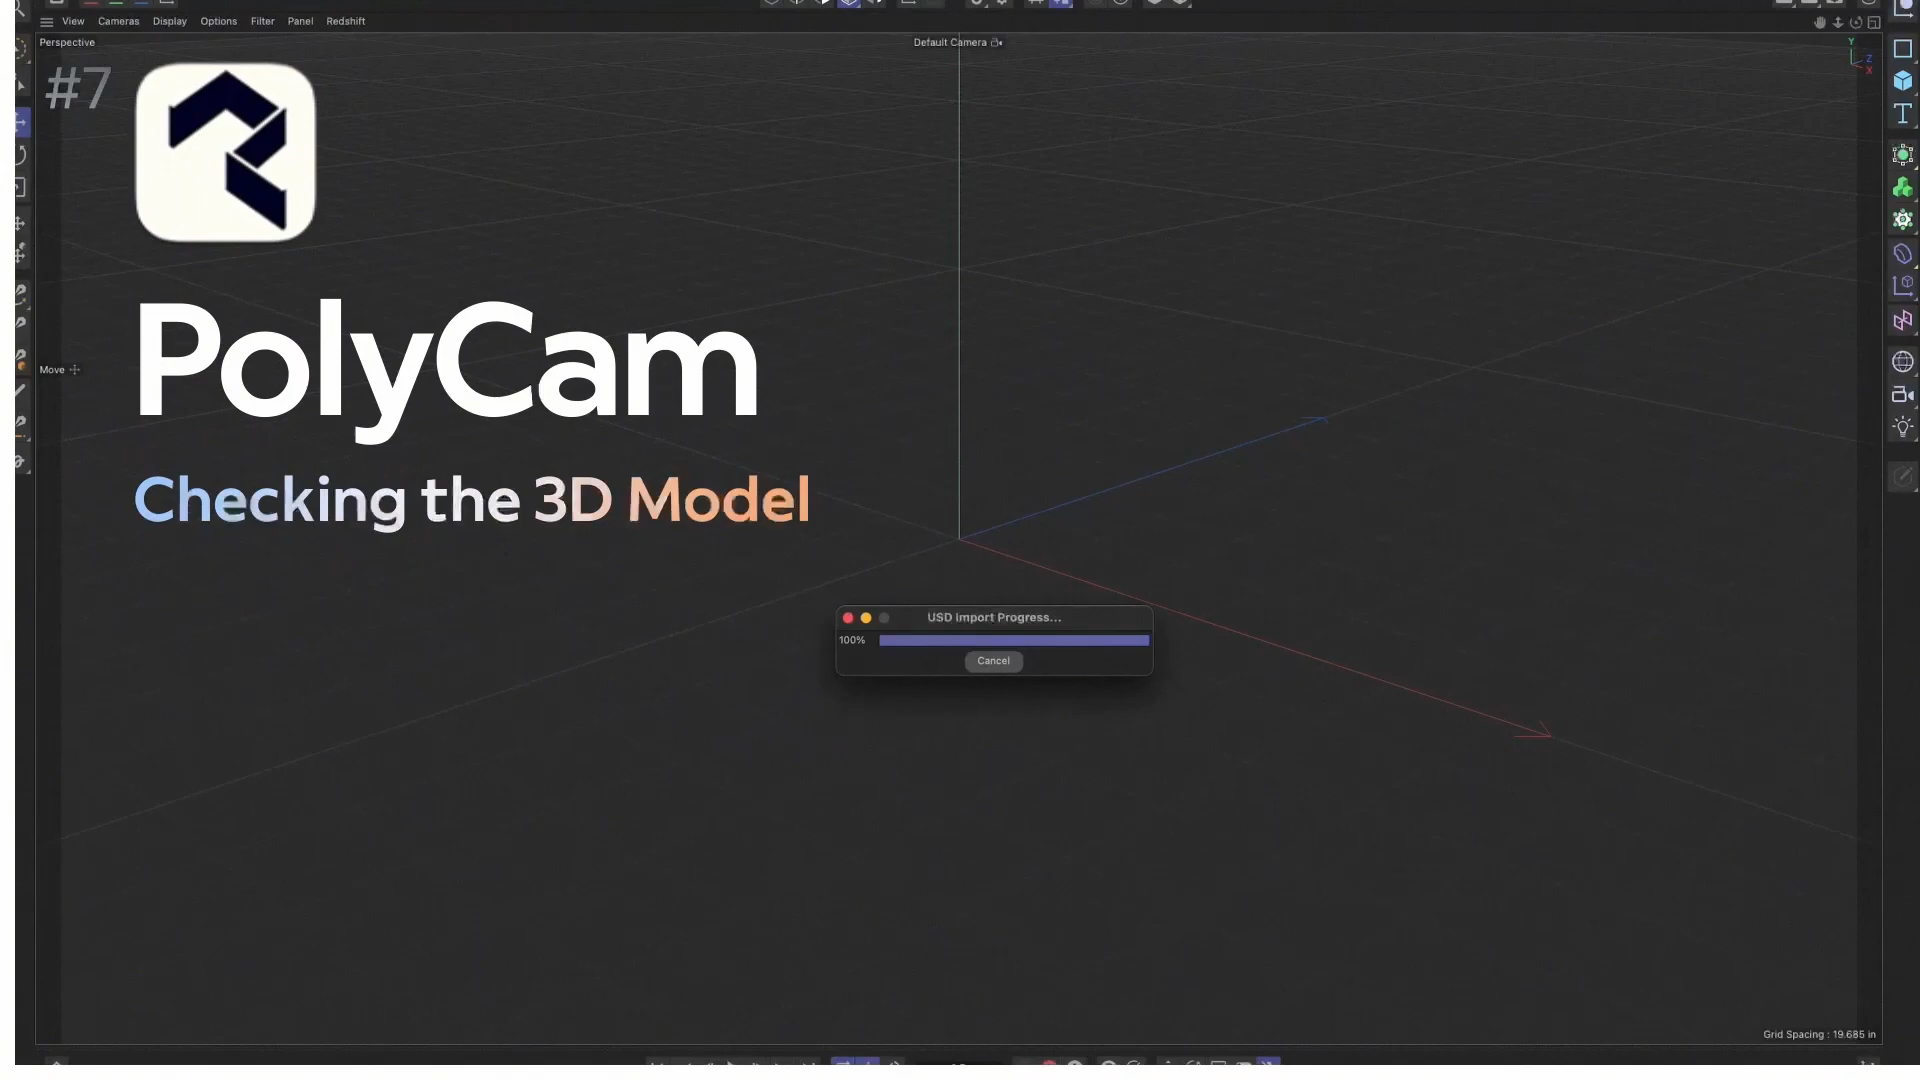 View Cameras Display Options Filter Panel Redshift
Perspective
Default Camera
Y
Z
X
#7
PolyCam
Move
Checking the 3D Model
USD Import Progress...
100%
Cancel
Grid Spacing : 19.685 in